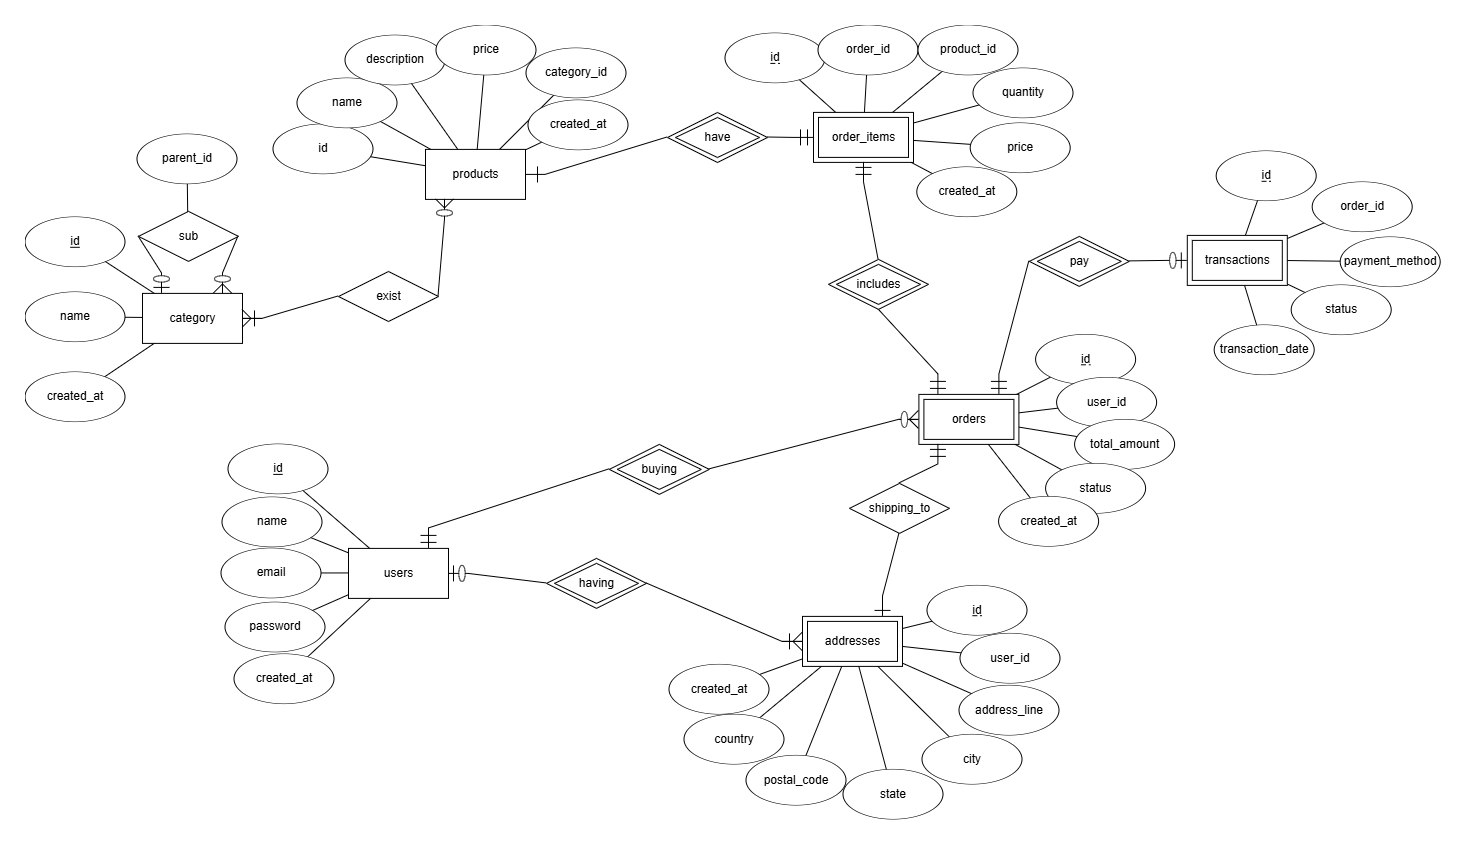 price
order_id
product_id
description
id
category_id
quantity
name
created_at
have
order_items
price
id
parent_id
products
created_at
id
order_id
sub
id
pay
transactions
payment_method
includes
exist
status
name
category
transaction_date
id
created_at
user_id
orders
total_amount
id
buying
status
name
shipping_to
created_at
email
users
having
id
password
addresses
user_id
created_at
created_at
address_line
country
city
postal_code
state